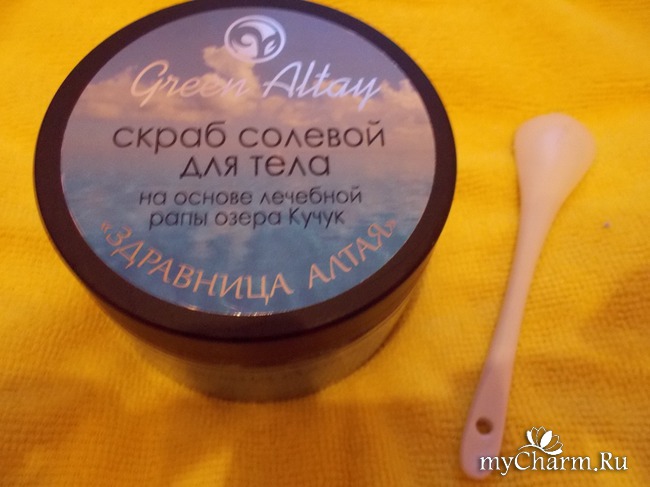 Green Altay
скраб солевой
для тела
на основе лечебной
рапы озера Кучук
«ЗДРАВНИЦА АЛТАЯ»
myCharm.Ru